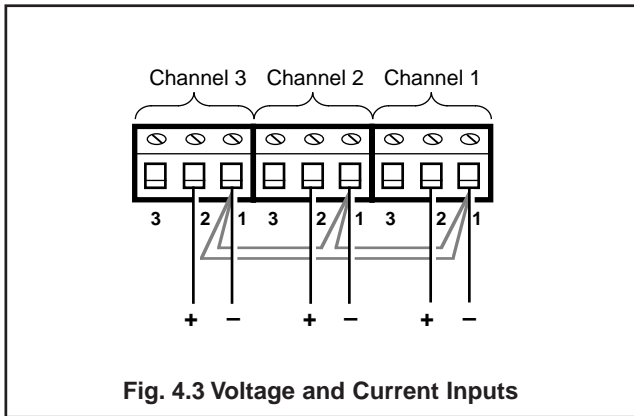 Channel 3 Channel 2 Channel 1
3 2 1 3 2 1 3 2 1
+ – + – + –
Fig. 4.3 Voltage and Current Inputs